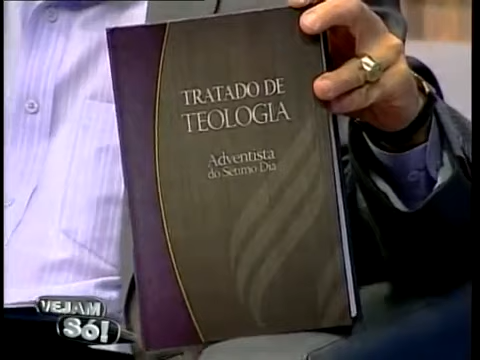 TRATADO DE
TEOLOGIA
Adventista
do Sétimo Dia
VEJAM
SÓ!